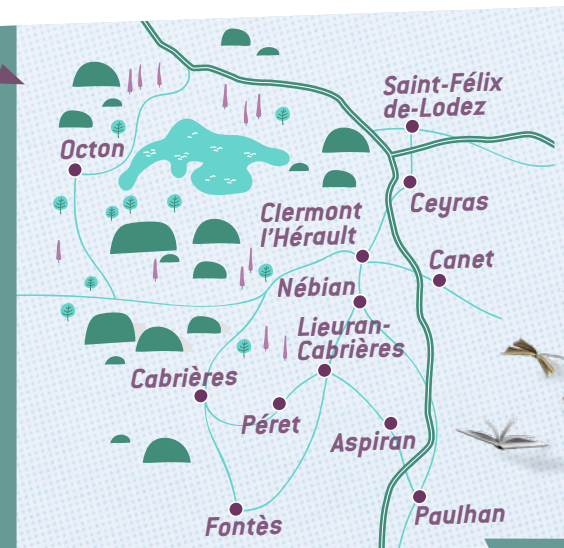 Saint-Félix
de-Lodez
Octon
Ceyras
Clermont
l'Hérault
Canet
Nébian
Lieuran-
Cabrières
Cabrières
Péret
Aspiran
Paulhan
Fontès